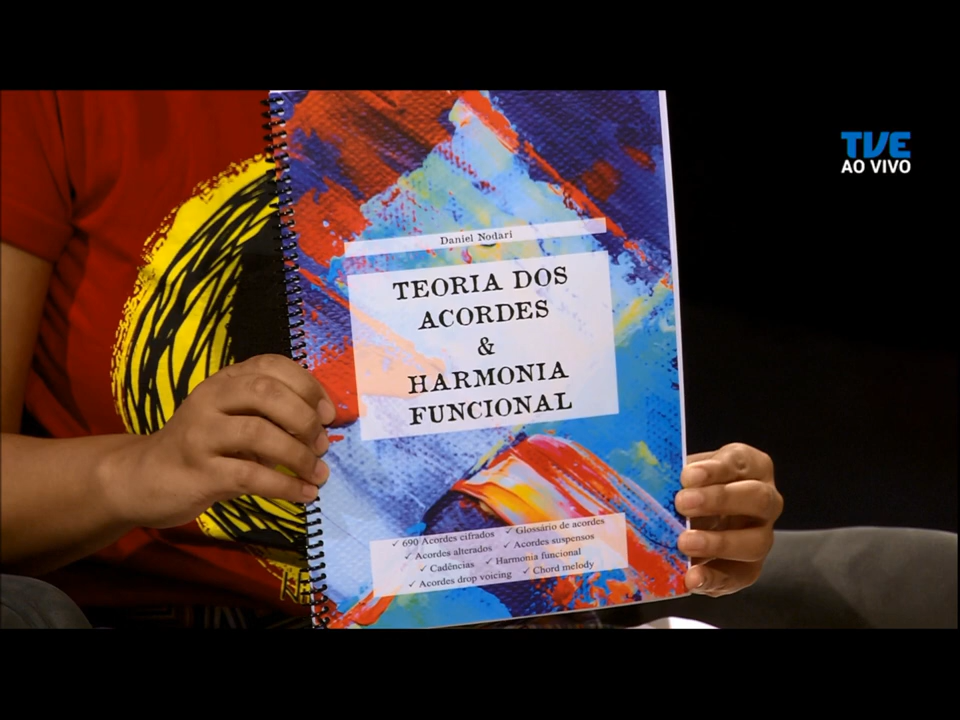 TVE
AO VIVO
Daniel Nodari
TEORIA DOS
ACORDES
&
HARMONIA
FUNCIONAL
✓ 690 Acordes cifrados ✓ Glossário de acordes
✓ Acordes alterados ✓ Acordes suspensos
✓ Cadências ✓ Harmonia funcional
✓ Acordes drop voicing ✓ Chord melody